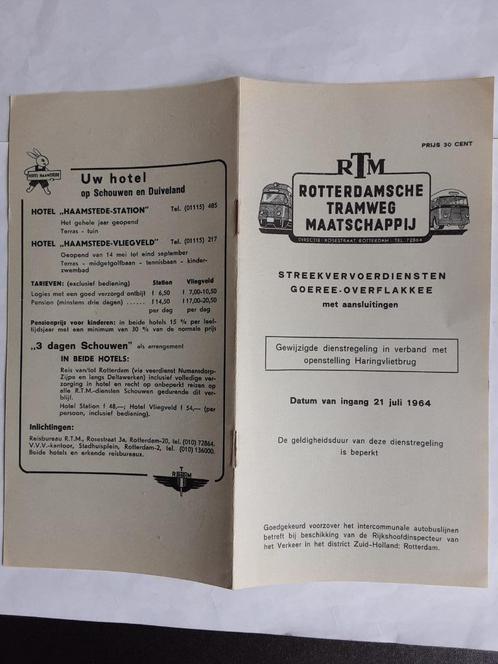 HOTEL HAAMSTEDE
Uw hotel
op Schouwen en Duiveland
HOTEL „HAAMSTEDE-STATION” Tel. (01115) 485
Het gehele jaar geopend
Terras - tuin
HOTEL „HAAMSTEDE-VLIEGVELD” Tel. (01115) 217
Geopend van 14 mei tot eind september
Terras - midgetgolfbaan - tennisbaan - kinder-
zwembad
TARIEVEN: (exclusief bediening) Station Vliegveld
Logies met een goed verzorgd ontbijt) f 6,50 f 7,00-10,50
Pension (minstens drie dagen) ...... f 14,50 f 17,00-20,50
per dag per dag
Pensionprijs voor kinderen: in beide hotels 15 % per leef-
tijdsjaar met een minimum van 30 % van de normale prijs
„3 dagen Schouwen” als arrangement
IN BEIDE HOTELS:
Reis van/tot Rotterdam (via veerdienst Numansdorp-
Zijpe en langs Deltawerken) inclusief volledige ver-
zorging in hotel en recht op onbeperkt reizen op
alle R.T.M.-diensten Schouwen gedurende dit ver-
blijf.
Hotel Station f 48,—; Hotel Vliegveld f 54,—; (per
persoon, inclusief bediening).
Inlichtingen:
Reisbureau R.T.M., Rosestraat 3a, Rotterdam-20, tel. (010) 72864,
V.V.V.-kantoor, Stadhuisplein, Rotterdam-2, tel. (010) 136000.
Beide hotels en erkende reisbureaus.
PRIJS 30 CENT
RTM
ROTTERDAMSCHE
TRAMWEG
MAATSCHAPPIJ
DIRECTIE: ROSESTRAAT ROTTERDAM - TEL. 72864
STREEKVERVOERDIENSTEN
GOEREE-OVERFLAKKEE
met aansluitingen
Gewijzigde dienstregeling in verband met
openstelling Haringvlietbrug
Datum van ingang 21 juli 1964
De geldigheidsduur van deze dienstregeling
is beperkt
Goedgekeurd voorzover het intercommunale autobuslijnen
betreft bij beschikking van de Rijkshoofdinspecteur van
het Verkeer in het district Zuid-Holland: Rotterdam.